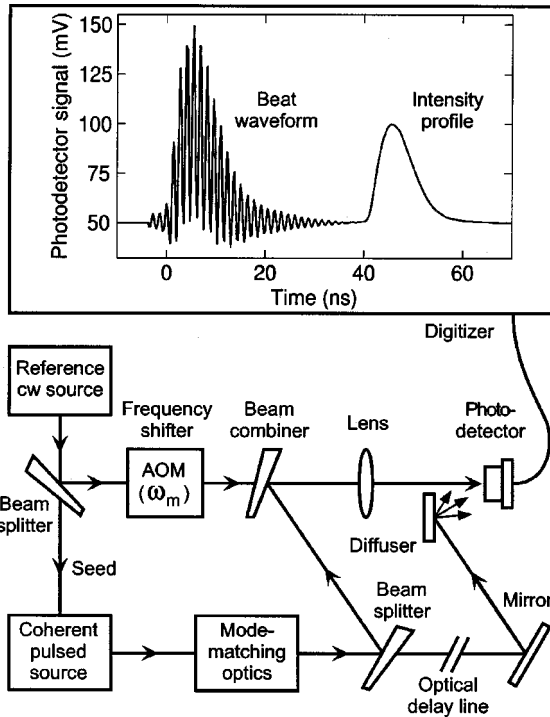 Photodetector signal (mV)
150
125
100
75
50
Beat
waveform
Intensity
profile
0
20
40
60
Time (ns)
Digitizer
Reference
cw source
Frequency
shifter
Beam
combiner
Lens
Photo-
detector
AOM
(ωm)
Beam
splitter
Diffuser
Seed
Beam
splitter
Mirror
Coherent
pulsed
source
Mode-
matching
optics
Optical
delay line